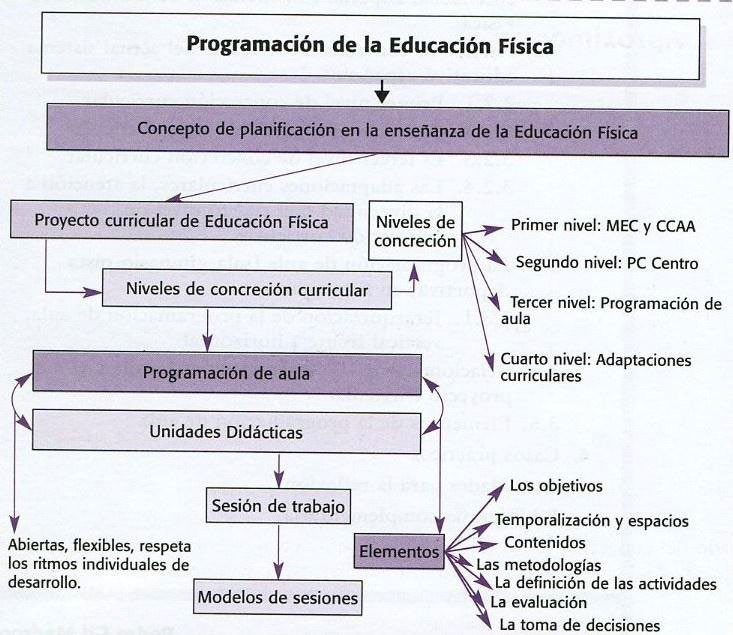 Programación de la Educación Física
Concepto de planificación en la enseñanza de la Educación Física
Proyecto curricular de Educación Física
Niveles de
concreción
Primer nivel: MEC y CCAA
Segundo nivel: PC Centro
Tercer nivel: Programación de
aula
Cuarto nivel: Adaptaciones
curriculares
Niveles de concreción curricular
Programación de aula
Unidades Didácticas
Sesión de trabajo
Modelos de sesiones
Abiertas, flexibles, respeta
los ritmos individuales de
desarrollo.
Elementos
Los objetivos
Temporalización y espacios
Contenidos
Las metodologías
La definición de las actividades
La evaluación
La toma de decisiones